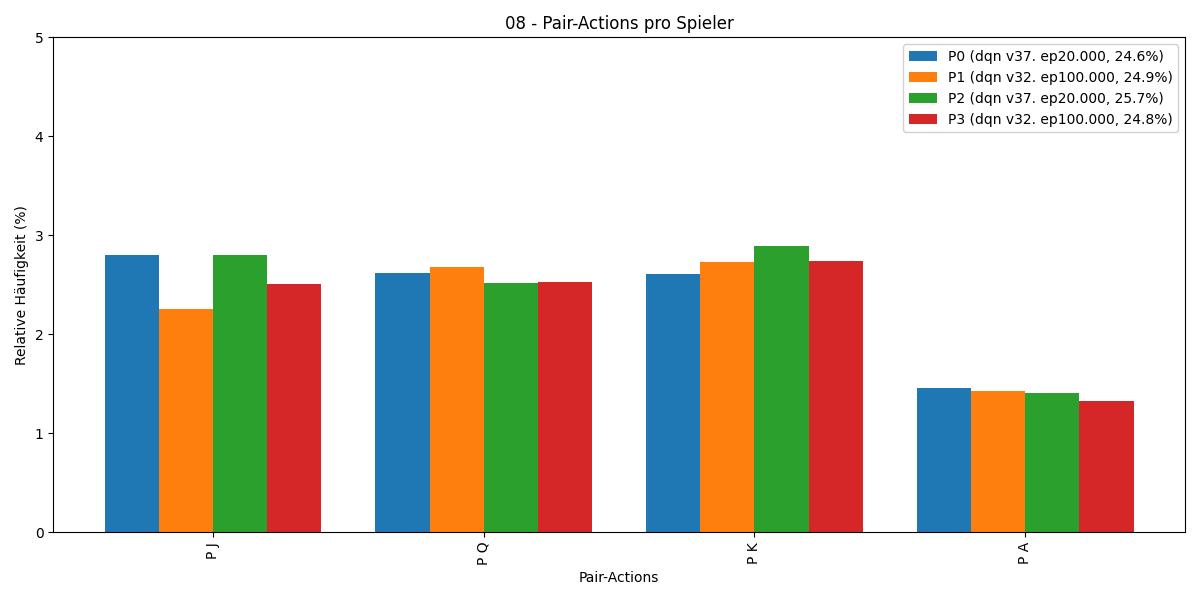 08 - Pair-Actions pro Spieler
P0 (dqn v37. ep20.000, 24.6%)
P1 (dqn v32. ep100.000, 24.9%)
P2 (dqn v37. ep20.000, 25.7%)
P3 (dqn v32. ep100.000, 24.8%)
Relative Häufigkeit (%)
5
4
3
2
1
0
P J
P Q
P K
P A
Pair-Actions